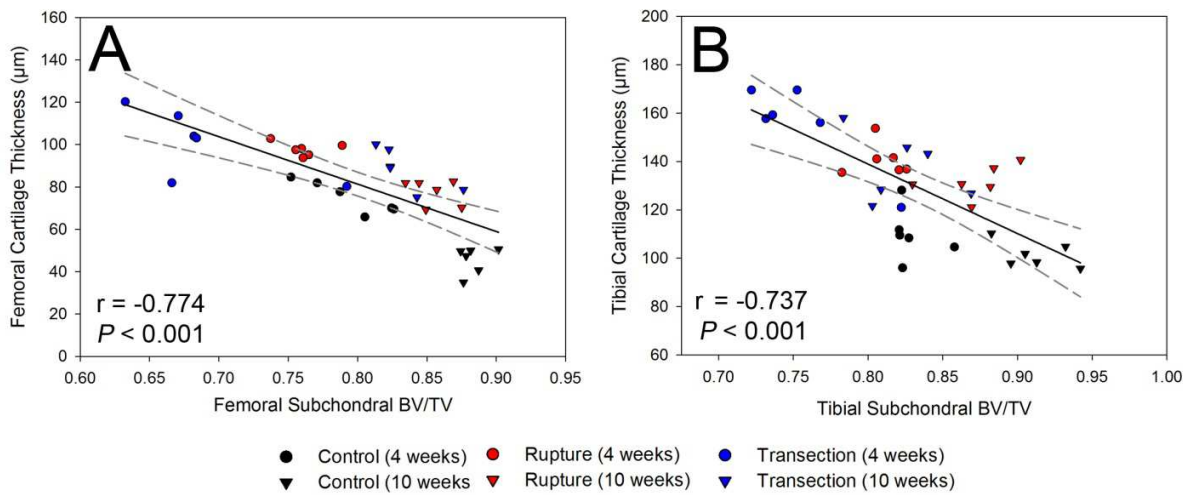 A
160
140
120
100
80
60
40
20
0
Femoral Cartilage Thickness (µm)
r = -0.774
P < 0.001
0.60 0.65 0.70 0.75 0.80 0.85 0.90 0.95
Femoral Subchondral BV/TV
B
200
180
160
140
120
100
80
60
Tibial Cartilage Thickness (µm)
r = -0.737
P < 0.001
0.70 0.75 0.80 0.85 0.90 0.95 1.00
Tibial Subchondral BV/TV
Control (4 weeks) Rupture (4 weeks) Transection (4 weeks)
Control (10 weeks Rupture (10 weeks) Transection (10 weeks)